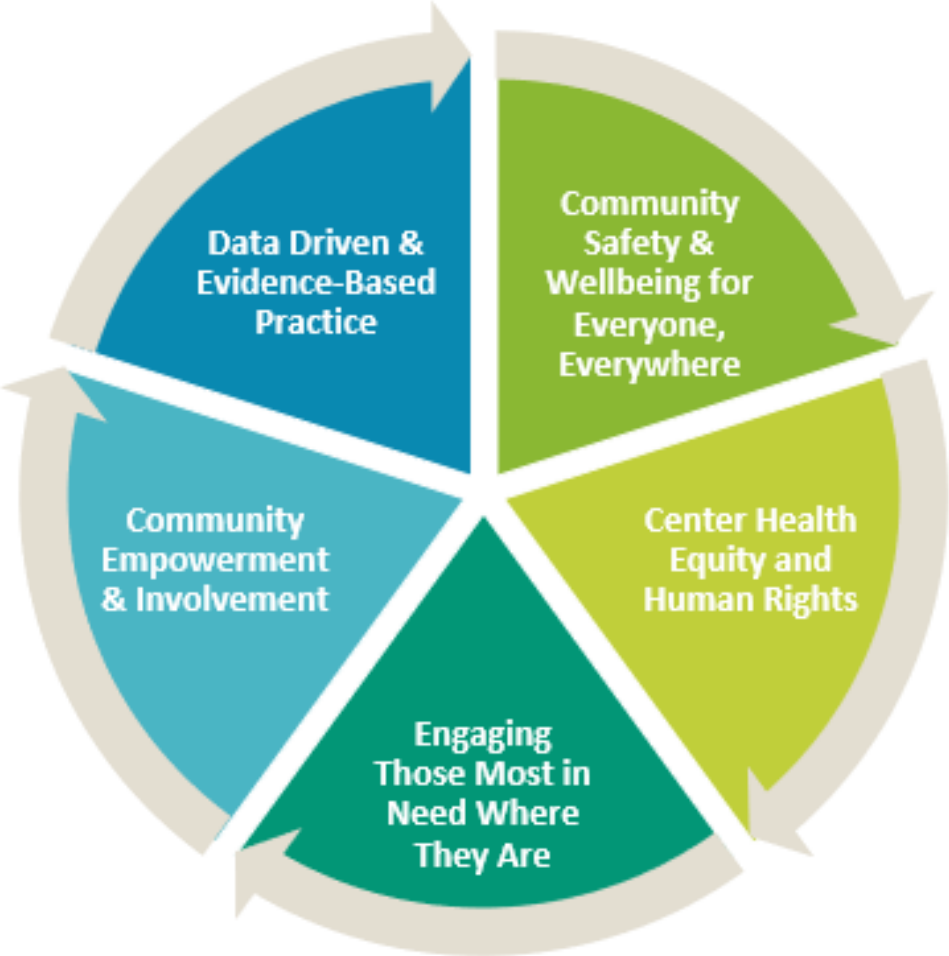 Data Driven &
Evidence-Based
Practice
Community
Safety &
Wellbeing for
Everyone,
Everywhere
Community
Empowerment
& Involvement
Center Health
Equity and
Human Rights
Engaging
Those Most in
Need Where
They Are